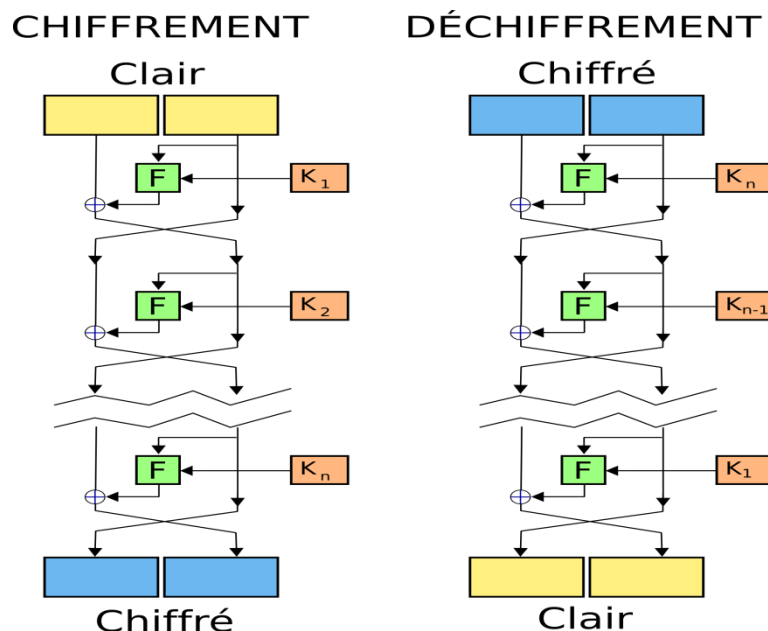 CHIFFREMENT
Clair
F
K1
F
K2
F
Kn
Chiffré
DÉCHIFFREMENT
Chiffré
F
Kn
F
Kn-1
F
K1
Clair